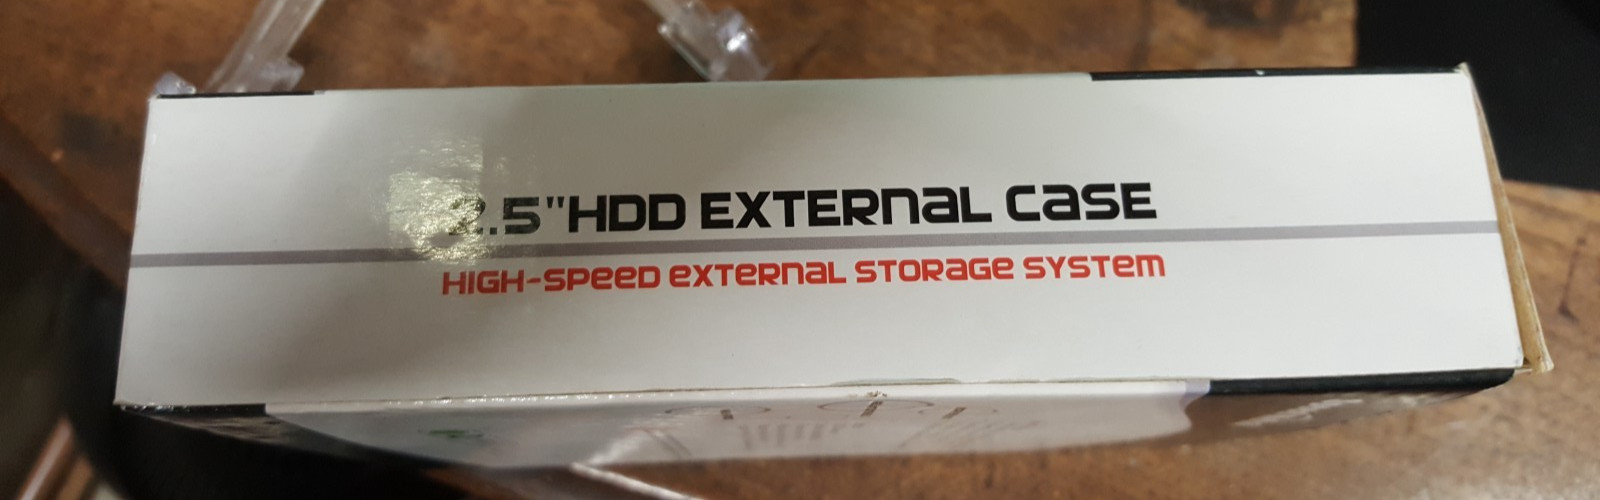 2.5"HDD EXTERNAL CASE
HIGH-SPEED EXTERNAL STORAGE SYSTEM